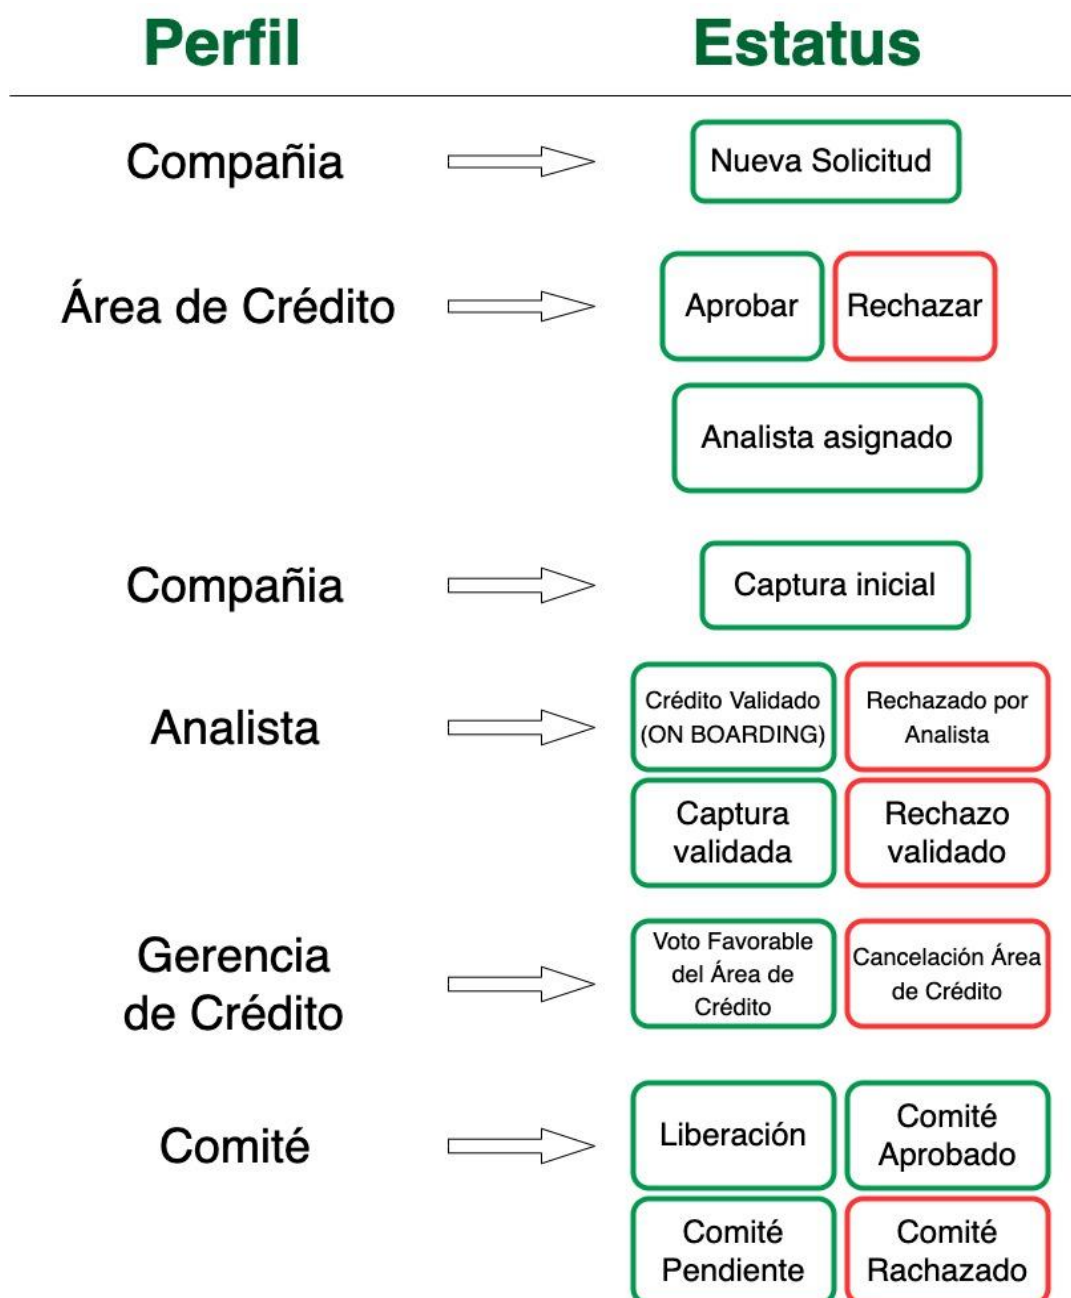 Perfil
Estatus
Compañia
Nueva Solicitud
Área de Crédito
Aprobar
Rechazar
Analista asignado
Compañia
Captura inicial
Analista
Crédito Validado
(ON BOARDING)
Rechazado por
Analista
Captura
validada
Rechazo
validado
Gerencia
de Crédito
Voto Favorable
del Área de
Crédito
Cancelación Área
de Crédito
Comité
Liberación
Comité
Aprobado
Comité
Pendiente
Comité
Rachazado